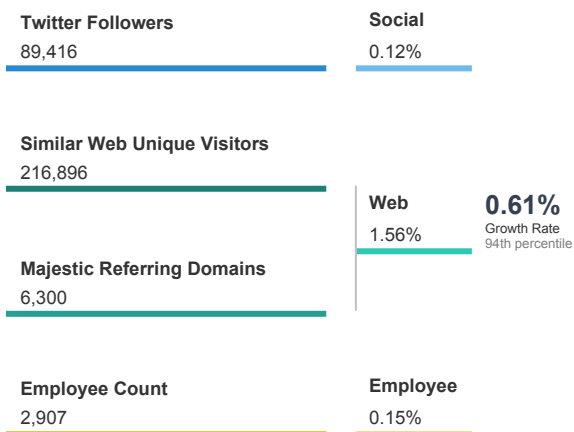 Twitter Followers
89,416
Social
0.12%
Similar Web Unique Visitors
216,896
Web
1.56%
0.61%
Growth Rate
94th percentile
Majestic Referring Domains
6,300
Employee Count
2,907
Employee
0.15%